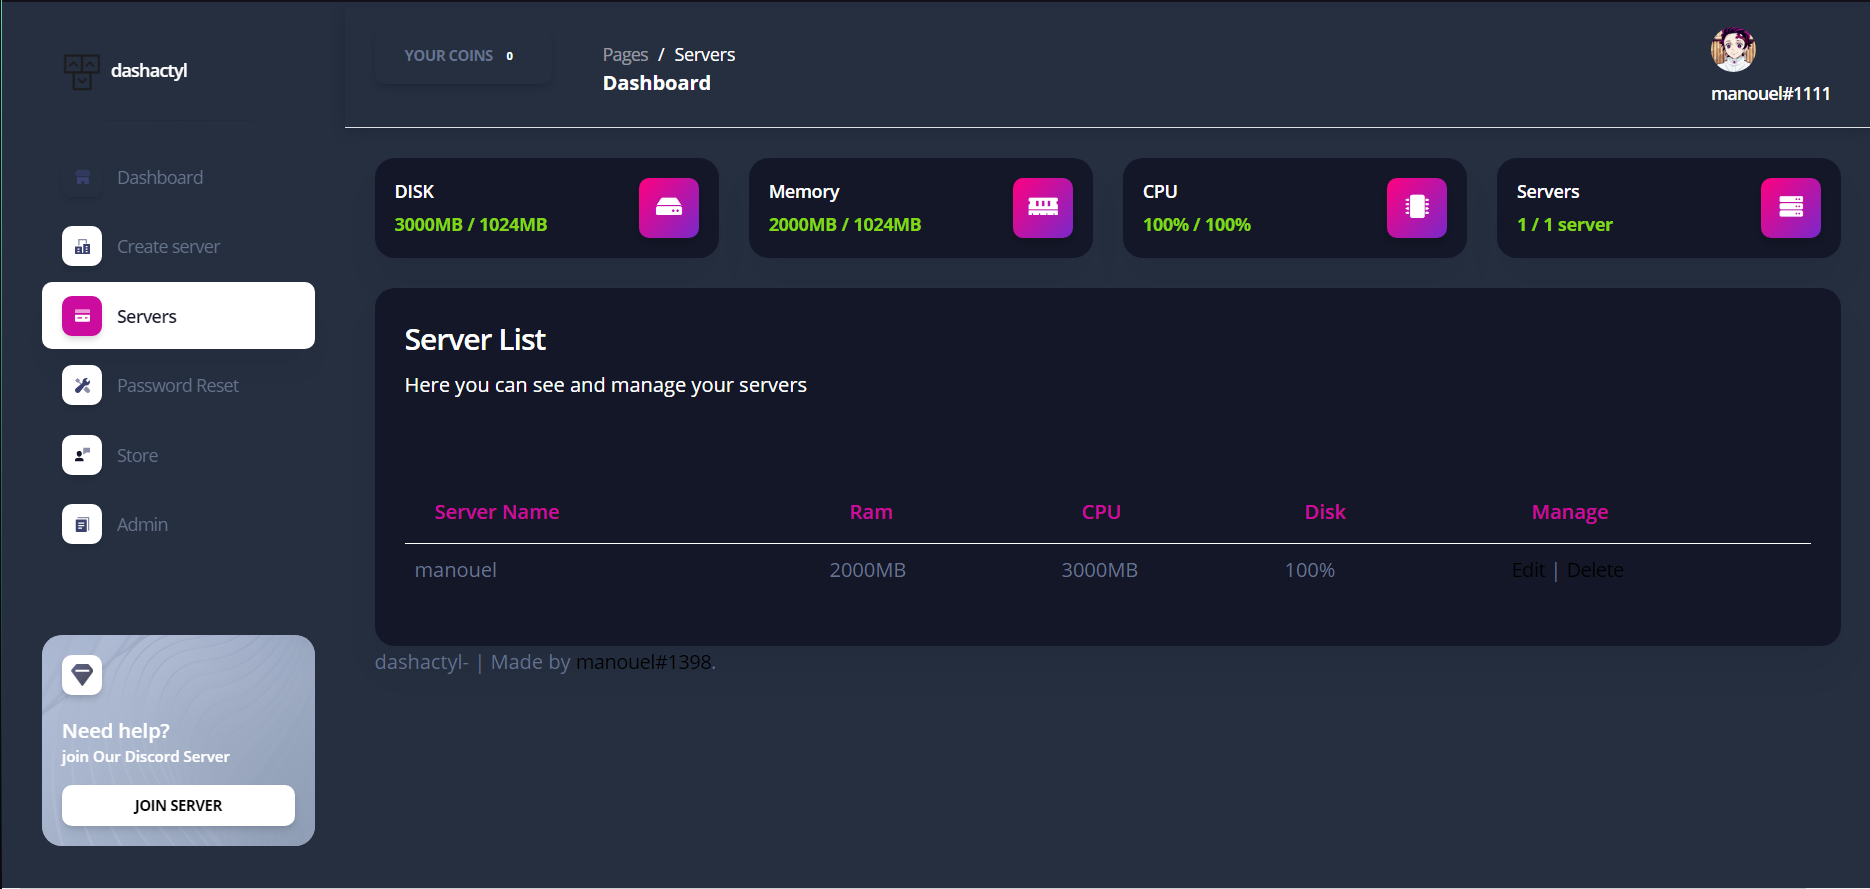 dashactyl
Dashboard
Create server
Servers
Password Reset
Store
Admin
Need help?
join Our Discord Server
JOIN SERVER
YOUR COINS 0
Pages / Servers
Dashboard
manouel#1111
DISK
3000MB / 1024MB
Memory
2000MB / 1024MB
CPU
100% / 100%
Servers
1 / 1 server
Server List
Here you can see and manage your servers
Server Name Ram CPU Disk Manage
manouel 2000MB 3000MB 100% Edit | Delete
dashactyl- | Made by manouel#1398.